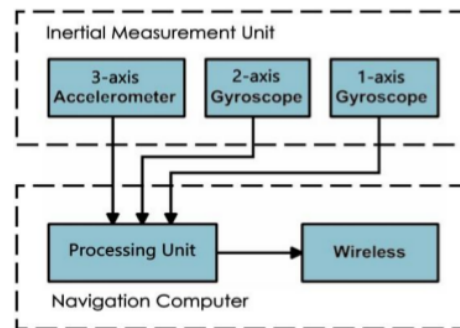 Inertial Measurement Unit
3-axis
Accelerometer
2-axis
Gyroscope
1-axis
Gyroscope
Processing Unit
Wireless
Navigation Computer